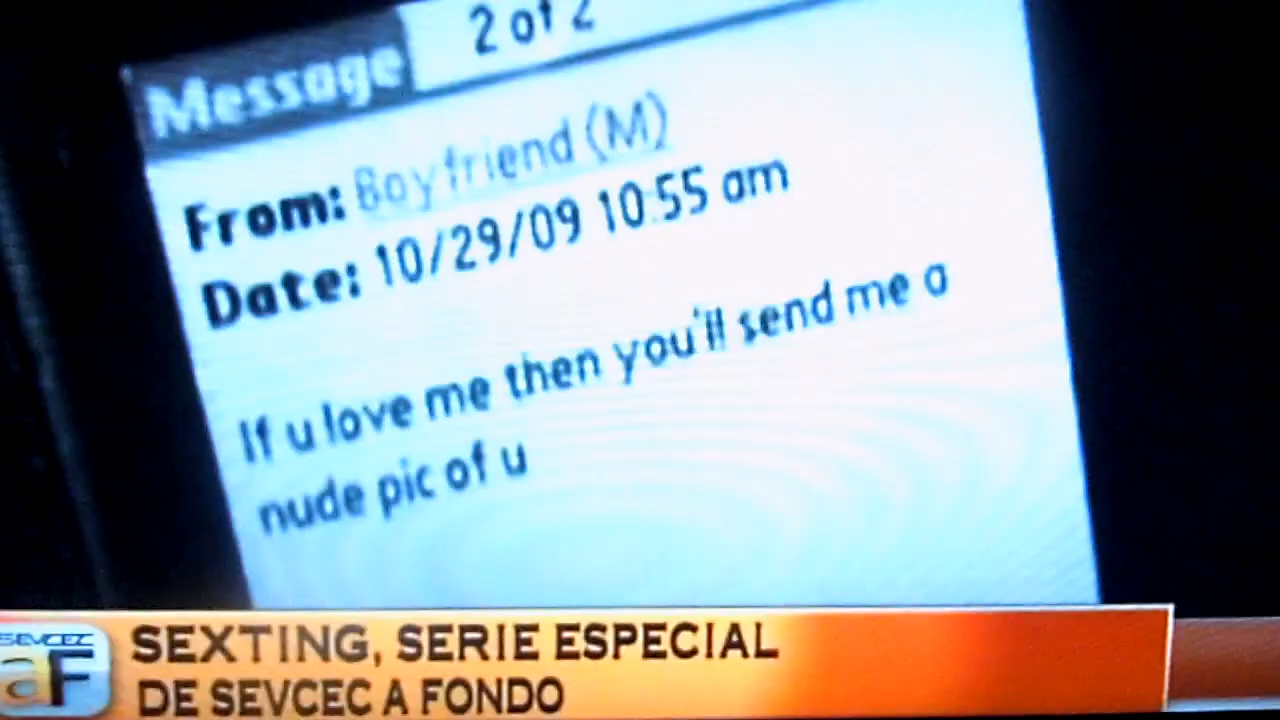 Message 2 of 2
From: Boyfriend (M)
Date: 10/29/09 10:55 am
If u love me then you'll send me a
nude pic of u
SEVCEC
aF
SEXTING, SERIE ESPECIAL
DE SEVCEC A FONDO